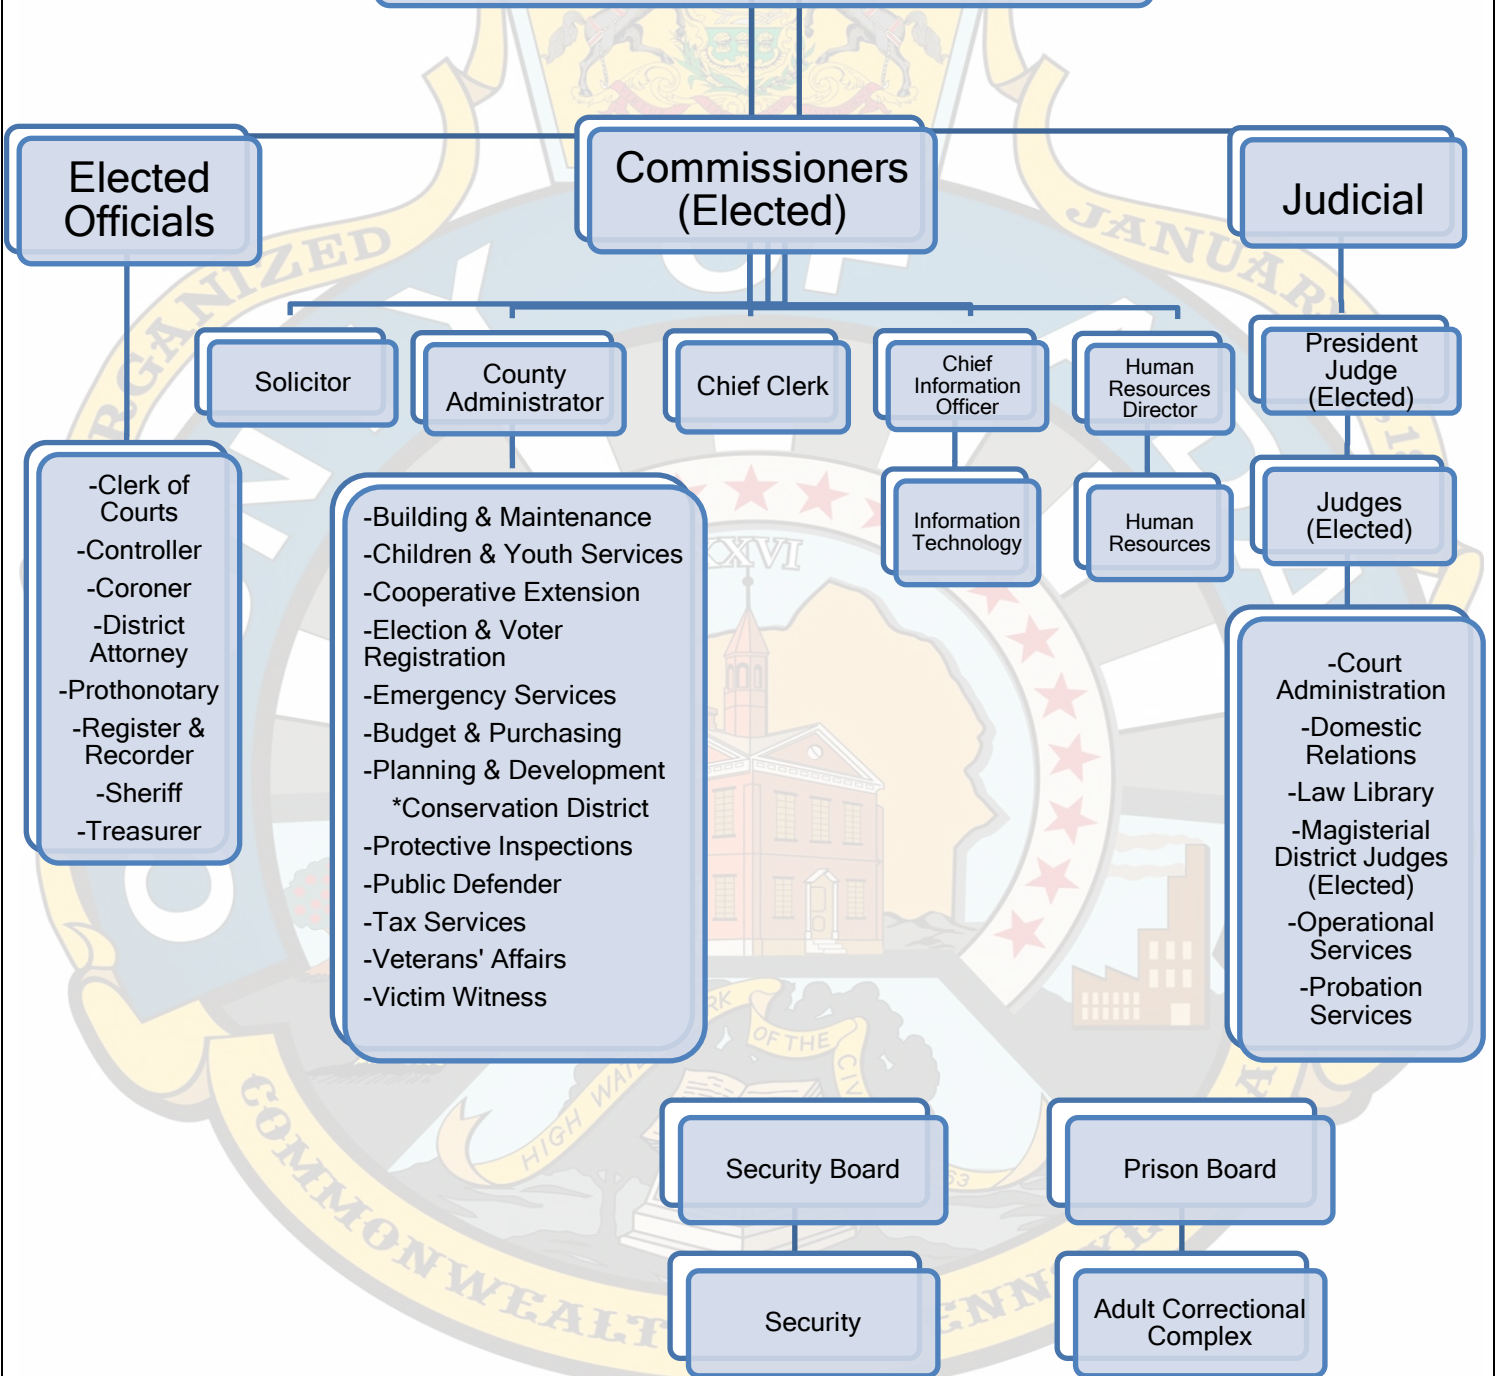 Elected
Officials
Commissioners
(Elected)
Judicial
Solicitor
County
Administrator
Chief Clerk
Chief
Information
Officer
Human
Resources
Director
President
Judge
(Elected)
-Clerk of
Courts
-Controller
-Coroner
-District
Attorney
-Prothonotary
-Register &
Recorder
-Sheriff
-Treasurer
-Building & Maintenance
-Children & Youth Services
-Cooperative Extension
-Election & Voter
Registration
-Emergency Services
-Budget & Purchasing
-Planning & Development
*Conservation District
-Protective Inspections
-Public Defender
-Tax Services
-Veterans' Affairs
-Victim Witness
Information
Technology
Human
Resources
Judges
(Elected)
-Court
Administration
-Domestic
Relations
-Law Library
-Magisterial
District Judges
(Elected)
-Operational
Services
-Probation
Services
Security Board
Security
Prison Board
Adult Correctional
Complex
OF THE
HIGH